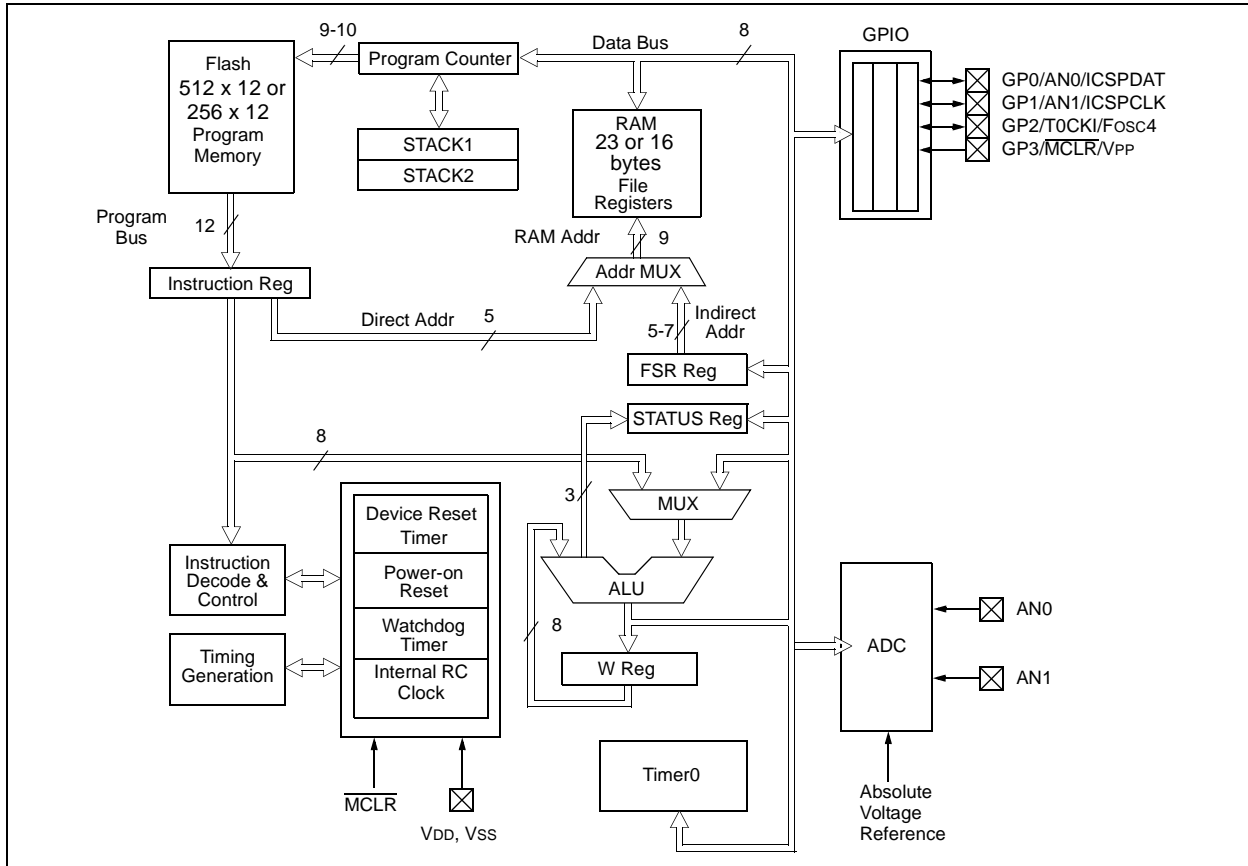 9-10
Data Bus
8
GPIO
Flash
512 x 12 or
256 x 12
Program
Memory
Program Counter
STACK1
STACK2
RAM
23 or 16
bytes
File
Registers
GP0/AN0/ICSPDAT
GP1/AN1/ICSPCLK
GP2/T0CKI/FOSC4
GP3/MCLR/VPP
Program
Bus
12
RAM Addr
9
Instruction Reg
Addr MUX
Direct Addr
5
5-7
Indirect
Addr
FSR Reg
STATUS Reg
8
3
MUX
Device Reset
Timer
Power-on
Reset
Watchdog
Timer
Internal RC
Clock
Instruction
Decode &
Control
Timing
Generation
ALU
8
W Reg
ADC
AN0
AN1
Timer0
MCLR
VDD, VSS
Absolute
Voltage
Reference